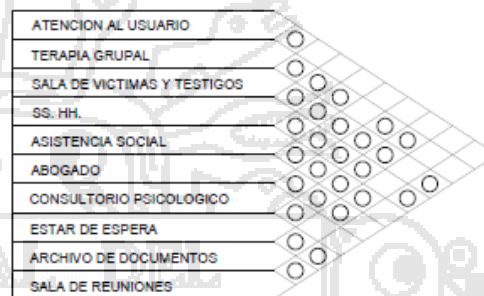 ATENCION AL USUARIO
TERAPIA GRUPAL
SALA DE VICTIMAS Y TESTIGOS
SS. HH.
ASISTENCIA SOCIAL
ABOGADO
CONSULTORIO PSICOLOGICO
ESTAR DE ESPERA
ARCHIVO DE DOCUMENTOS
SALA DE REUNIONES